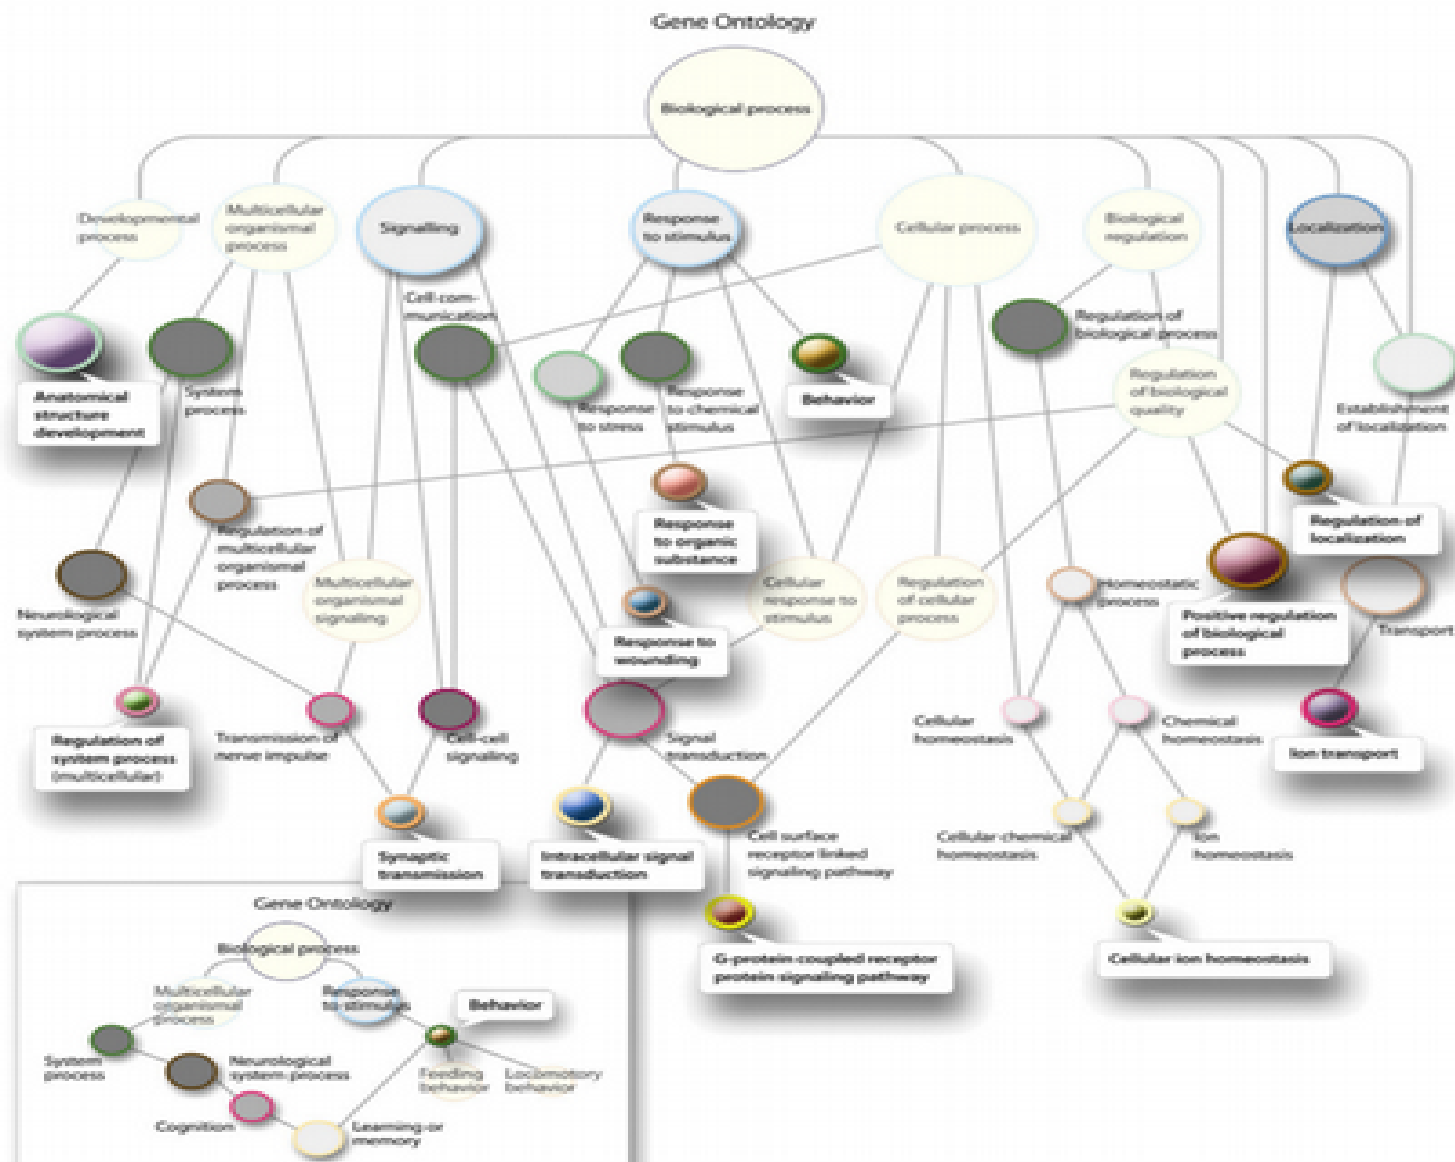 Gene Ontology
Biological process
Developmental
process
Multicellular
organismal
process
Signalling
Response
to stimulus
Cellular process
Biological
regulation
Localization
Cell com-
munication
Regulation of
biological process
Anatomical
structure
development
System
process
Response
to stress
Response
to chemical
stimulus
Behavior
Regulation
of biological
quality
Establishment
of localization
Regulation of
multicellular
organismal
process
Response
to organic
substance
Regulation of
localization
Neurological
system process
Multicellular
organismal
signaling
Response to
wounding
Cellular
response to
stimulus
Regulation
of cellular
process
Homeostatic
process
Positive regulation
of biological
process
Transport
Regulation of
system process
(multicellular)
Transmission of
nerve impulse
Cell-cell
signalling
Signal
transduction
Cellular
homeostasis
Chemical
homeostasis
Ion transport
Synaptic
transmission
Intracellular signal
transduction
Cell surface
receptor linked
signaling pathway
Cellular chemical
homeostasis
Ion
homeostasis
G-protein coupled receptor
protein signaling pathway
Cellular ion homeostasis
Gene Ontology
Biological process
Multicellular
organismal
process
Response
to stimulus
Behavior
System
process
Neurological
system process
Feeding
behavior
Locomotory
behavior
Cognition
Learning or
memory